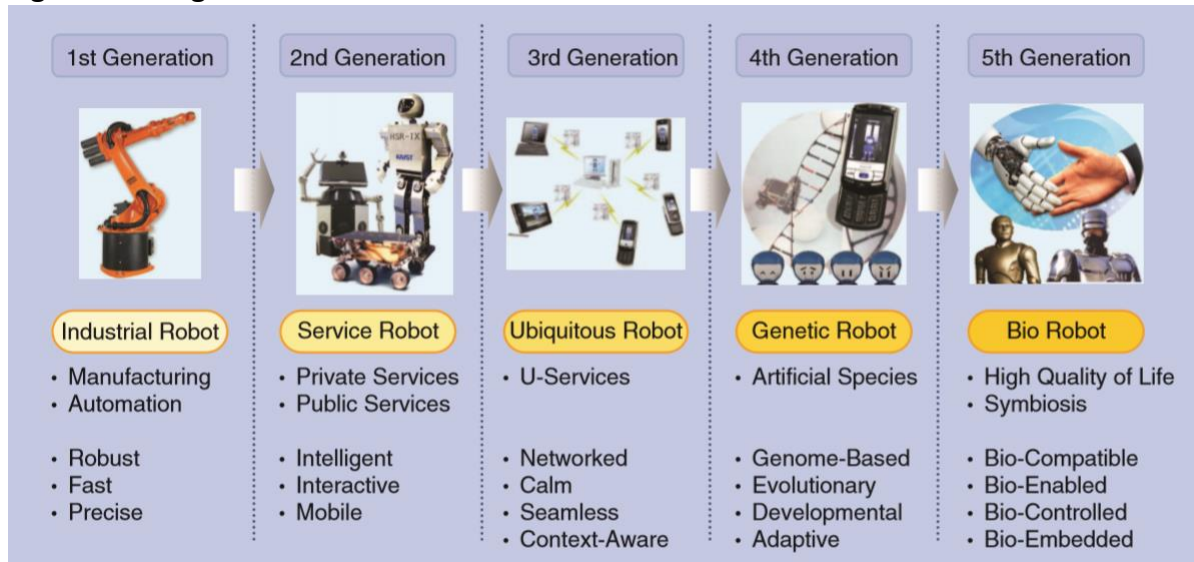 1st Generation
2nd Generation
3rd Generation
4th Generation
5th Generation
HSR-IX
KAIST
Industrial Robot
• Manufacturing
• Automation
• Robust
• Fast
• Precise
Service Robot
• Private Services
• Public Services
• Intelligent
• Interactive
• Mobile
Ubiquitous Robot
• U-Services
• Networked
• Calm
• Seamless
• Context-Aware
Genetic Robot
• Artificial Species
• Genome-Based
• Evolutionary
• Developmental
• Adaptive
Bio Robot
• High Quality of Life
• Symbiosis
• Bio-Compatible
• Bio-Enabled
• Bio-Controlled
• Bio-Embedded